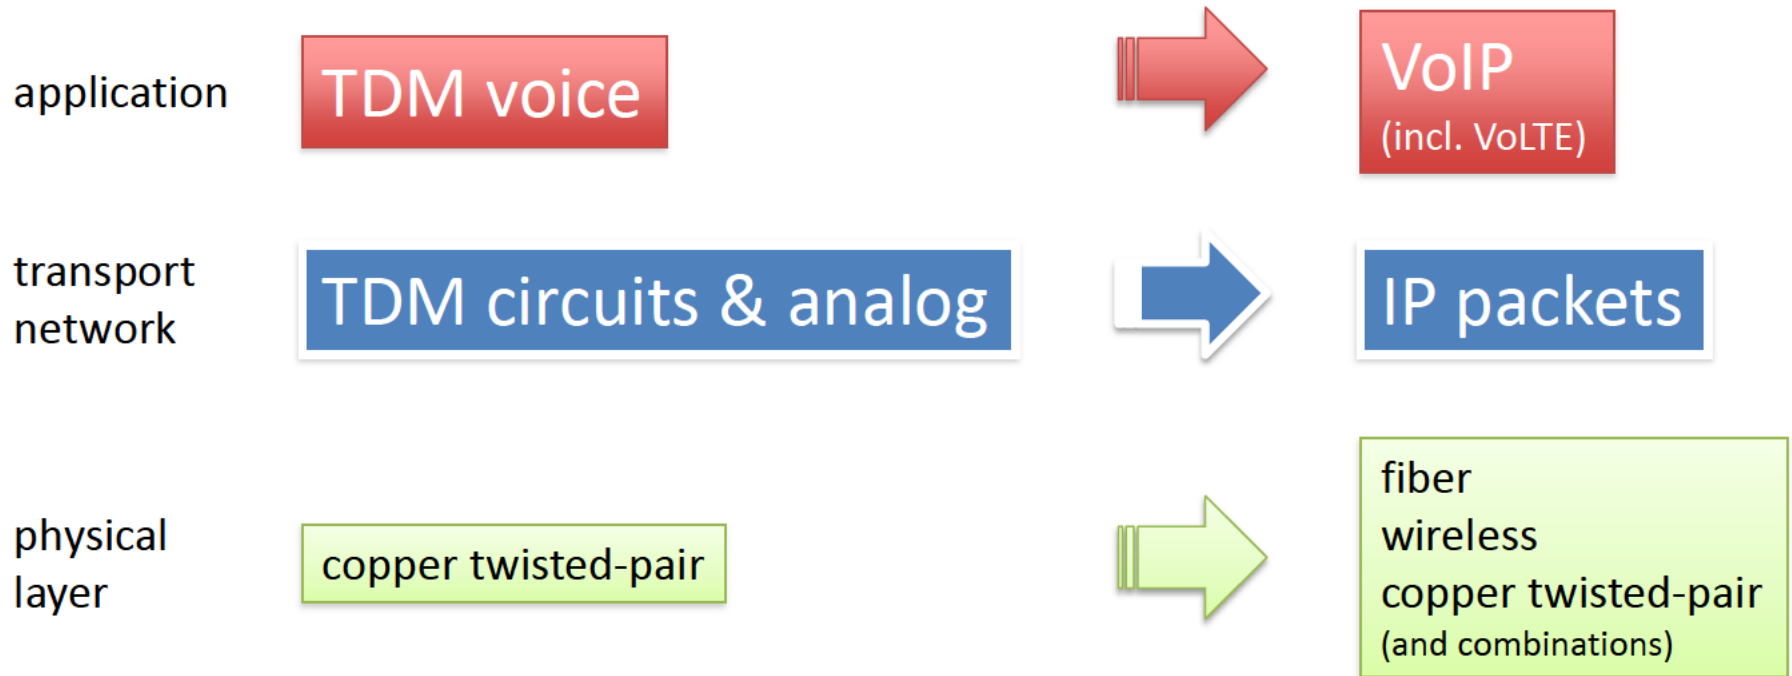 application
TDM voice
VoIP
(incl. VoLTE)
transport
network
TDM circuits & analog
IP packets
physical
layer
copper twisted-pair
fiber
wireless
copper twisted-pair
(and combinations)